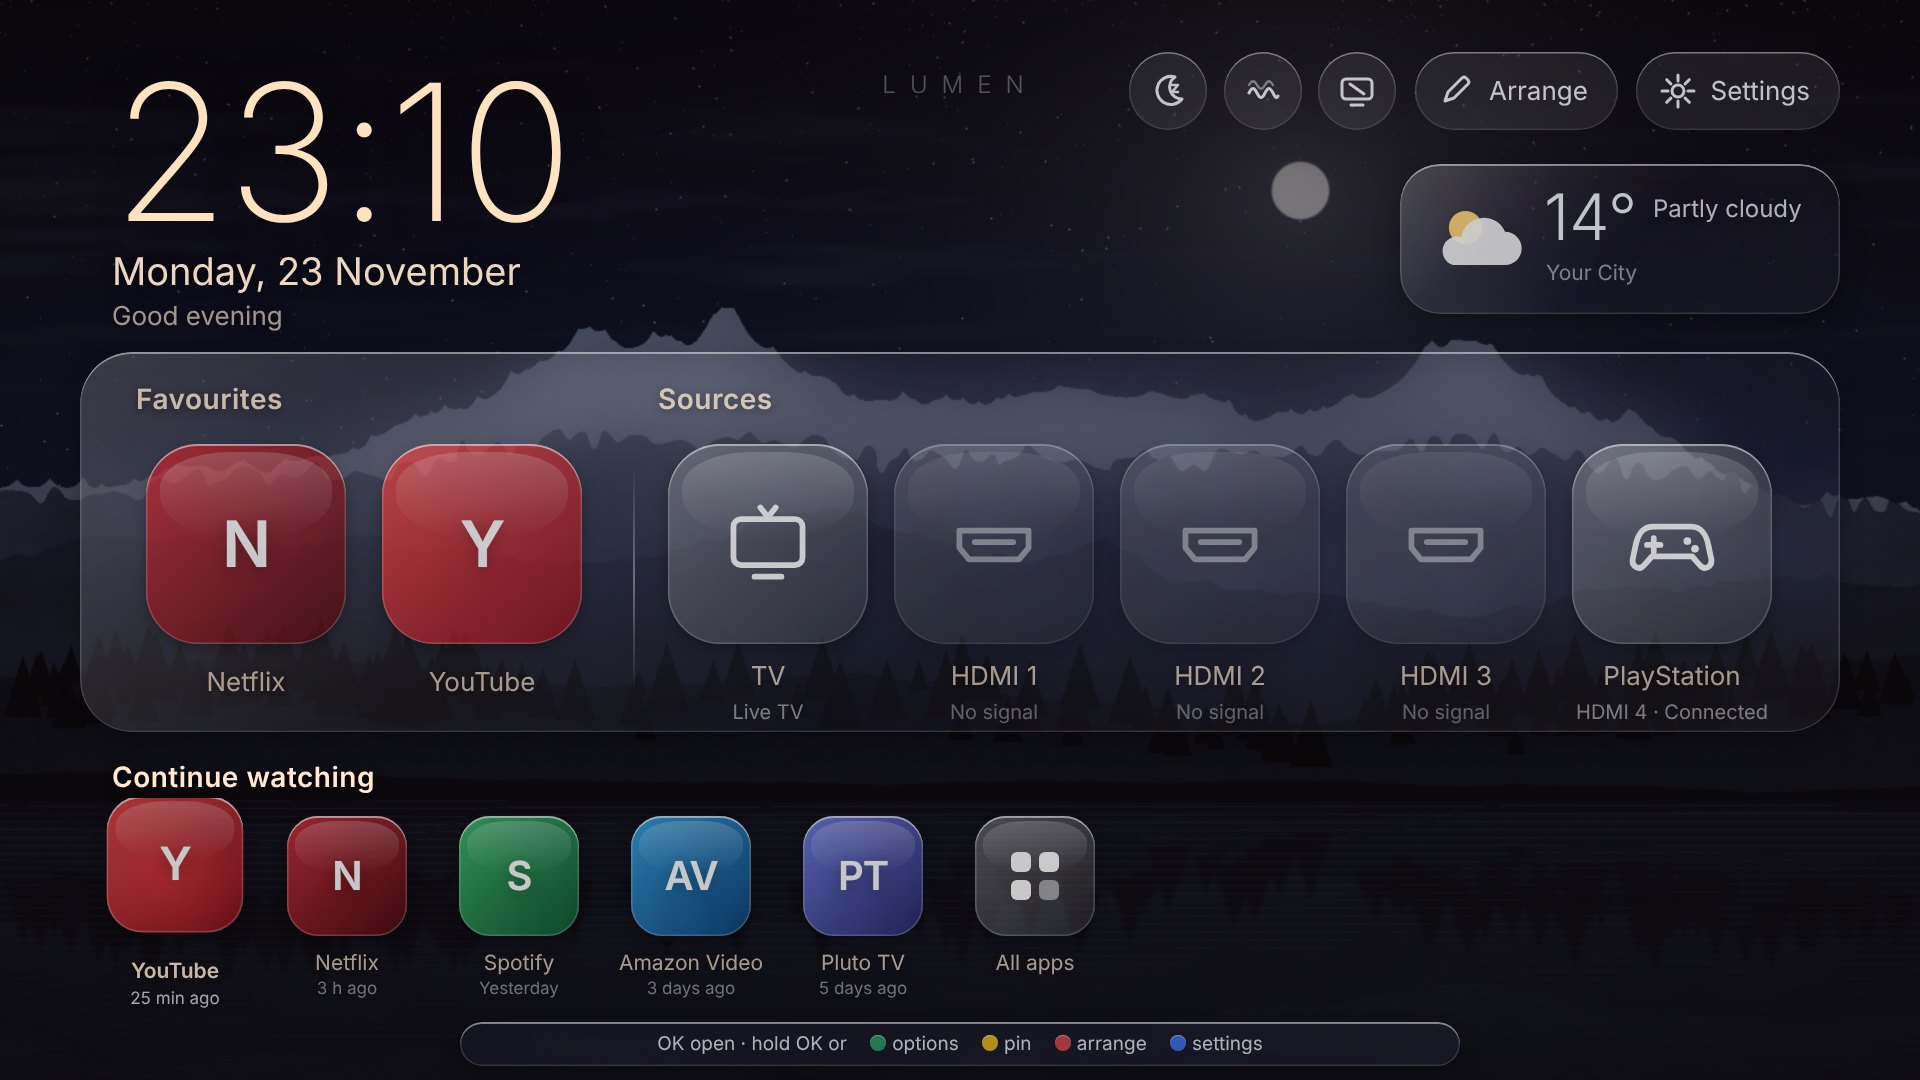 23:10
LUMEN
Arrange
Settings
Monday, 23 November
Good evening
14° Partly cloudy
Your City
Favourites
Sources
N
Y
Netflix
YouTube
TV
Live TV
HDMI 1
No signal
HDMI 2
No signal
HDMI 3
No signal
PlayStation
HDMI 4 · Connected
Continue watching
Y
N
S
AV
PT
YouTube
25 min ago
Netflix
3 h ago
Spotify
Yesterday
Amazon Video
3 days ago
Pluto TV
5 days ago
All apps
OK open · hold OK or options pin arrange settings